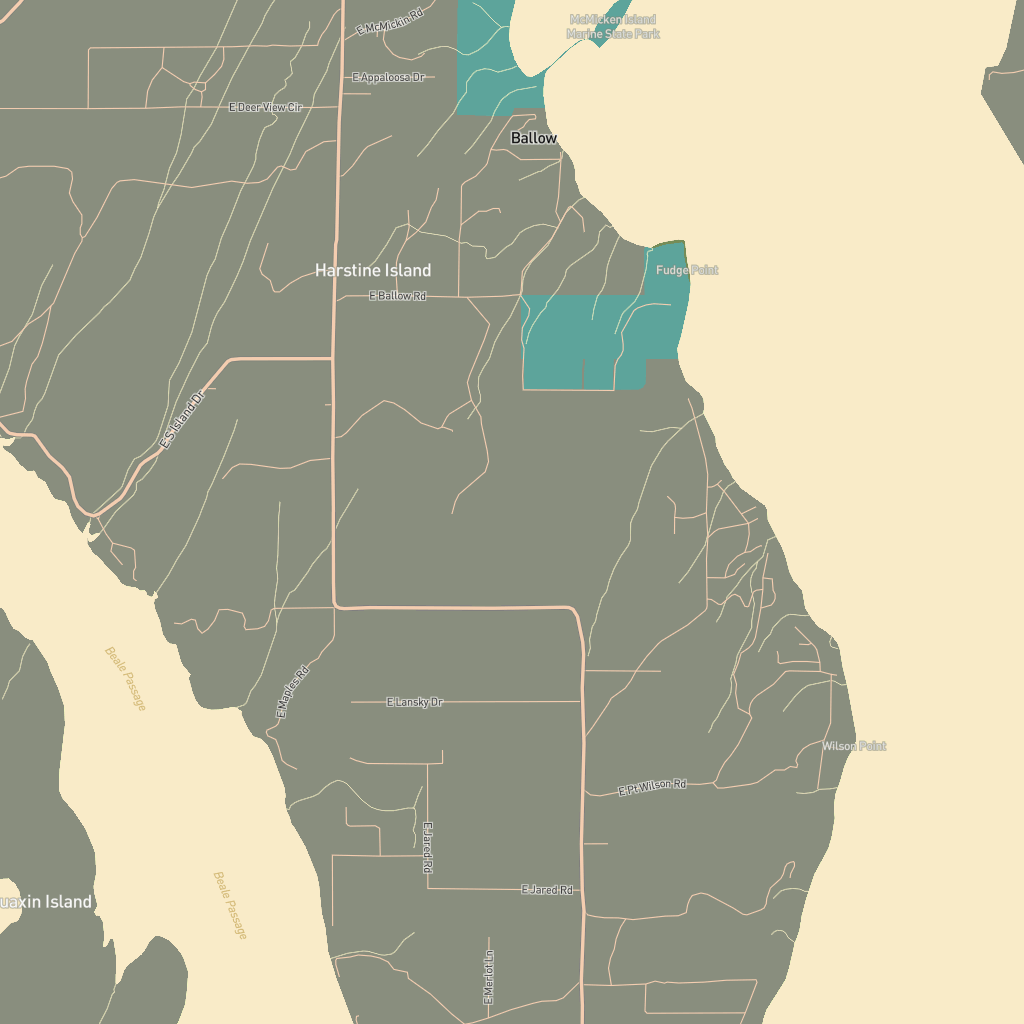 E McMickin Rd
McMicken Island
Marine State Park
E Appaloosa Dr
E Deer View Cir
Ballow
Harstine Island
Fudge Point
E Ballow Rd
E S Island Dr
Beale Passage
E Maples Rd
E Lansky Dr
Wilson Point
E Pt Wilson Rd
E Jared Rd
E Jared Rd
uaxin Island
Beale Passage
E Merlot Ln